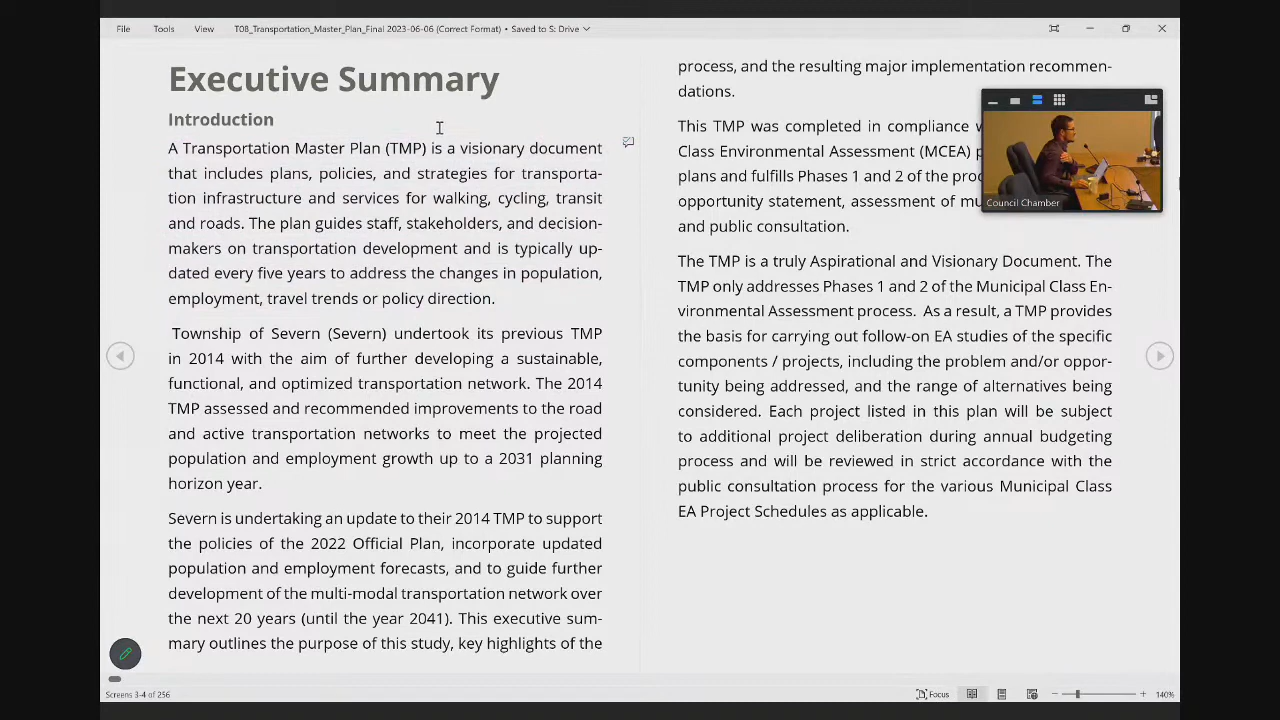 File Tools View T08_Transportation_Master_Plan_Final 2023-06-06 (Correct Format) • Saved to S: Drive
Executive Summary
Introduction
A Transportation Master Plan (TMP) is a visionary document
that includes plans, policies, and strategies for transporta-
tion infrastructure and services for walking, cycling, transit
and roads. The plan guides staff, stakeholders, and decision-
makers on transportation development and is typically up-
dated every five years to address the changes in population,
employment, travel trends or policy direction.
Township of Severn (Severn) undertook its previous TMP
in 2014 with the aim of further developing a sustainable,
functional, and optimized transportation network. The 2014
TMP assessed and recommended improvements to the road
and active transportation networks to meet the projected
population and employment growth up to a 2031 planning
horizon year.
Severn is undertaking an update to their 2014 TMP to support
the policies of the 2022 Official Plan, incorporate updated
population and employment forecasts, and to guide further
development of the multi-modal transportation network over
the next 20 years (until the year 2041). This executive sum-
mary outlines the purpose of this study, key highlights of the
process, and the resulting major implementation recommen-
dations.
This TMP was completed in compliance
Class Environmental Assessment (MCEA)
plans and fulfills Phases 1 and 2 of the
opportunity statement, assessment of
and public consultation.
Council Chamber
The TMP is a truly Aspirational and Visionary Document. The
TMP only addresses Phases 1 and 2 of the Municipal Class En-
vironmental Assessment process. As a result, a TMP provides
the basis for carrying out follow-on EA studies of the specific
components / projects, including the problem and/or oppor-
tunity being addressed, and the range of alternatives being
considered. Each project listed in this plan will be subject
to additional project deliberation during annual budgeting
process and will be reviewed in strict accordance with the
public consultation process for the various Municipal Class
EA Project Schedules as applicable.
Screens 3-4 of 256 Focus 140%